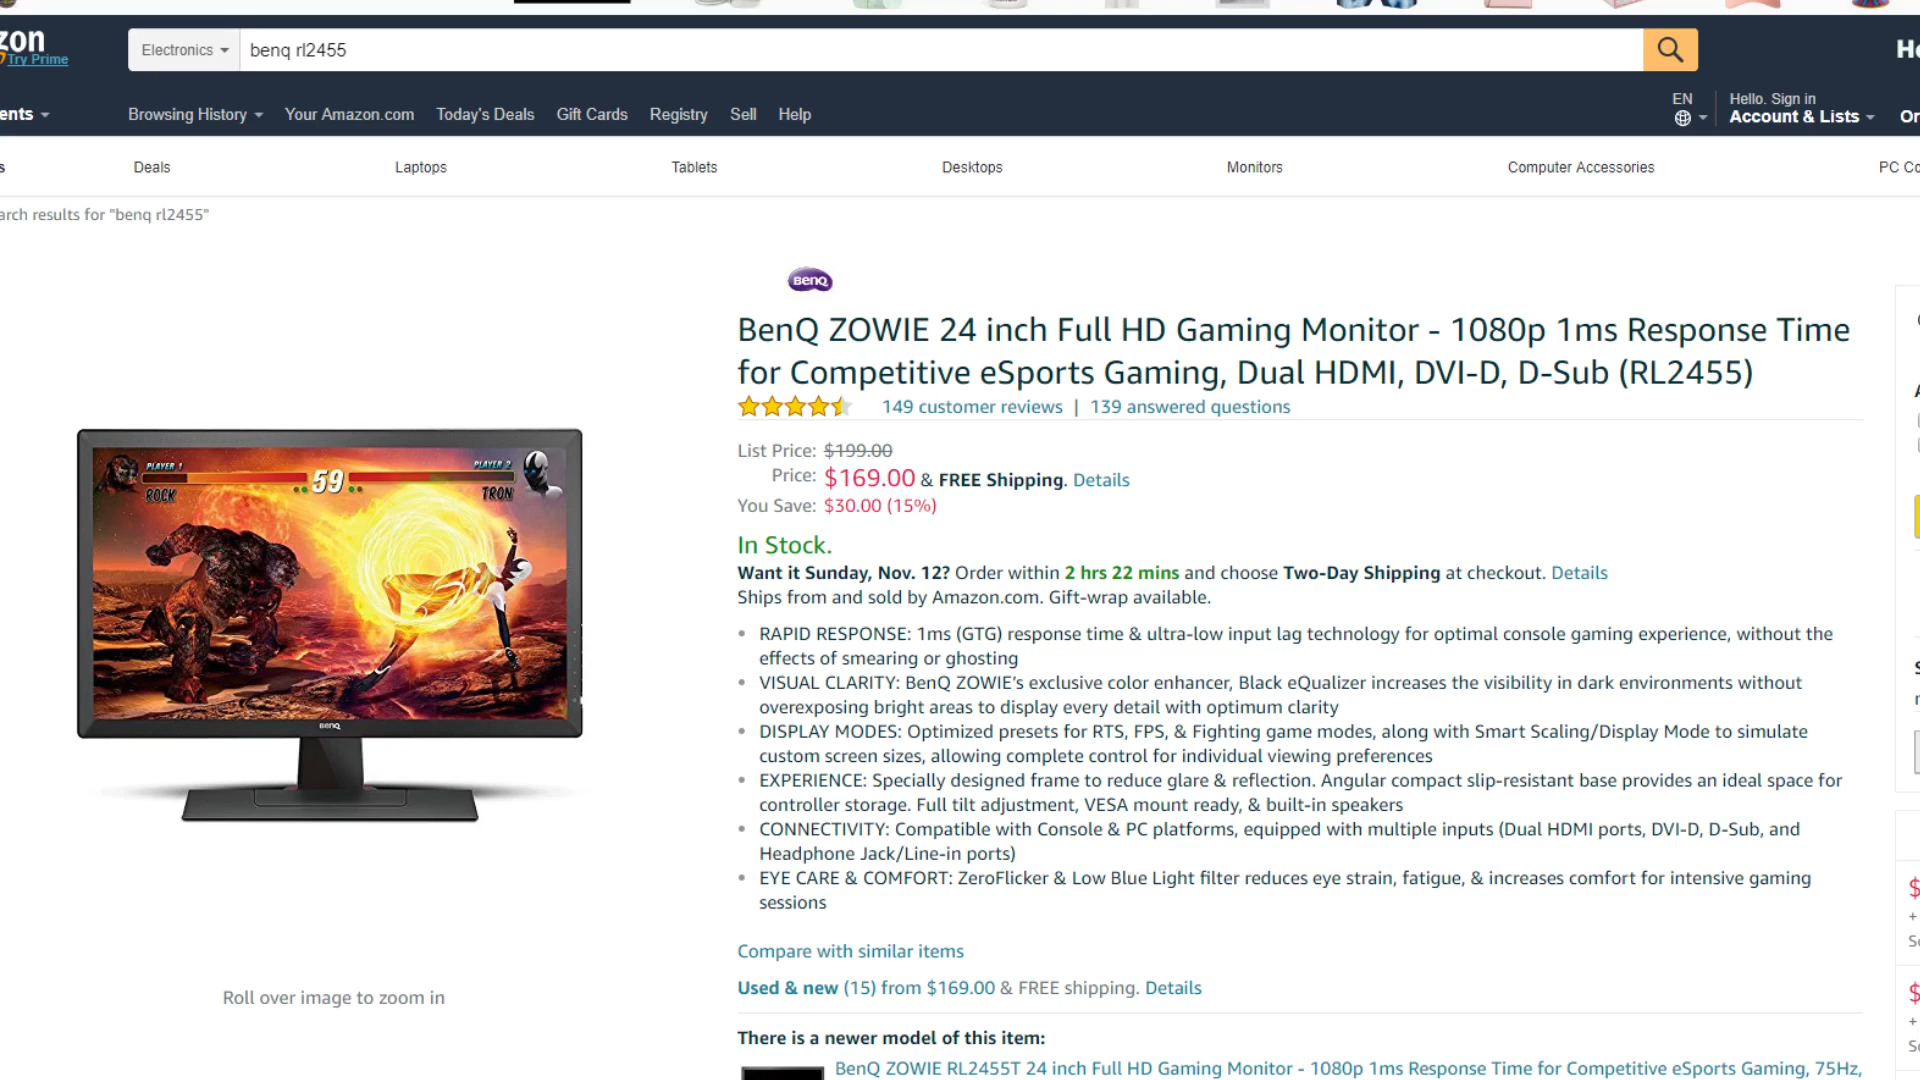 zon
Try Prime
Electronics
benq rl2455
ents
Browsing History
Your Amazon.com
Today's Deals
Gift Cards
Registry
Sell
Help
EN
Hello. Sign in
Account & Lists
Deals
Laptops
Tablets
Desktops
Monitors
Computer Accessories
PC Co
arch results for "benq rl2455"
BenQ
BenQ ZOWIE 24 inch Full HD Gaming Monitor - 1080p 1ms Response Time
for Competitive eSports Gaming, Dual HDMI, DVI-D, D-Sub (RL2455)
149 customer reviews | 139 answered questions
List Price: $199.00
Price: $169.00 & FREE Shipping. Details
You Save: $30.00 (15%)
In Stock.
Want it Sunday, Nov. 12? Order within 2 hrs 22 mins and choose Two-Day Shipping at checkout. Details
Ships from and sold by Amazon.com. Gift-wrap available.
RAPID RESPONSE: 1ms (GTG) response time & ultra-low input lag technology for optimal console gaming experience, without the
effects of smearing or ghosting
VISUAL CLARITY: BenQ ZOWIE’s exclusive color enhancer, Black eQualizer increases the visibility in dark environments without
overexposing bright areas to display every detail with optimum clarity
DISPLAY MODES: Optimized presets for RTS, FPS, & Fighting game modes, along with Smart Scaling/Display Mode to simulate
custom screen sizes, allowing complete control for individual viewing preferences
EXPERIENCE: Specially designed frame to reduce glare & reflection. Angular compact slip-resistant base provides an ideal space for
controller storage. Full tilt adjustment, VESA mount ready, & built-in speakers
CONNECTIVITY: Compatible with Console & PC platforms, equipped with multiple inputs (Dual HDMI ports, DVI-D, D-Sub, and
Headphone Jack/Line-in ports)
EYE CARE & COMFORT: ZeroFlicker & Low Blue Light filter reduces eye strain, fatigue, & increases comfort for intensive gaming
sessions
Compare with similar items
Used & new (15) from $169.00 & FREE shipping. Details
There is a newer model of this item:
BenQ ZOWIE RL2455T 24 inch Full HD Gaming Monitor - 1080p 1ms Response Time for Competitive eSports Gaming, 75Hz,
PLAYER 1
59
PLAYER 2
ROCK
TRON
BenQ
Roll over image to zoom in